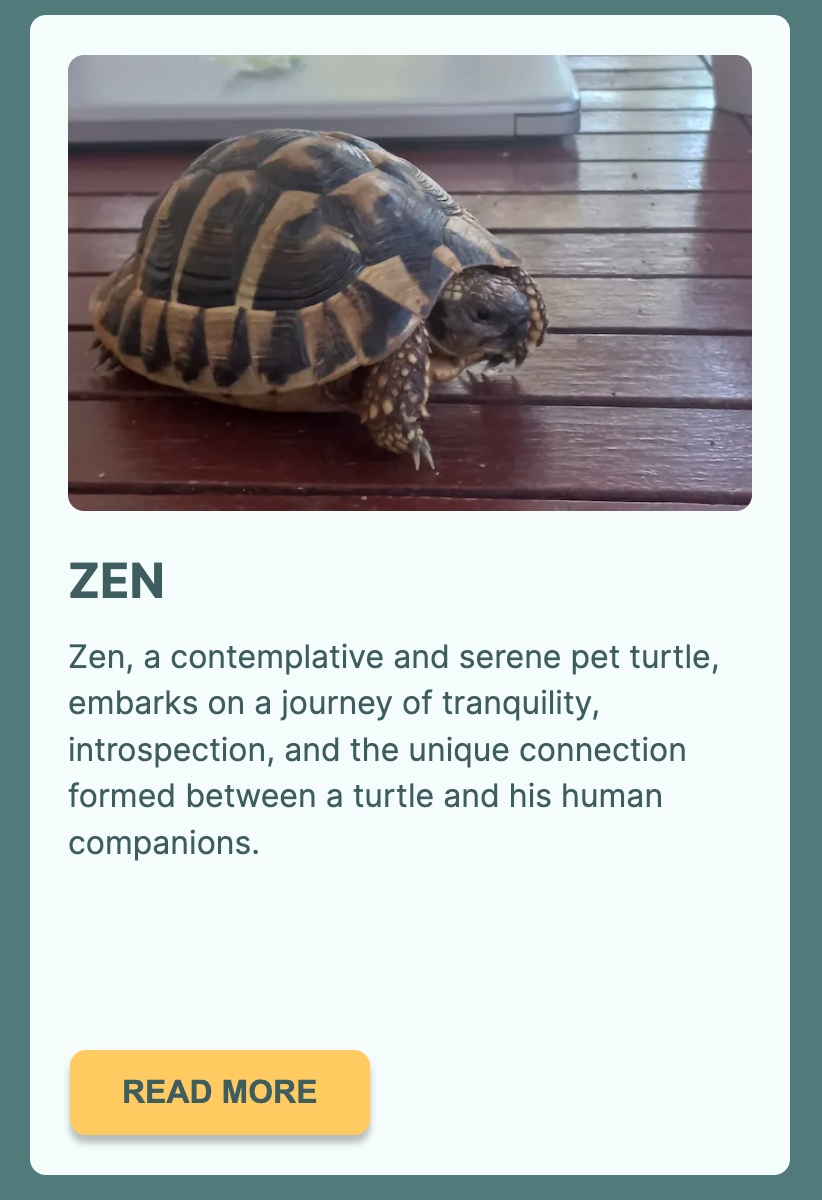 ZEN
Zen, a contemplative and serene pet turtle,
embarks on a journey of tranquility,
introspection, and the unique connection
formed between a turtle and his human
companions.
READ MORE